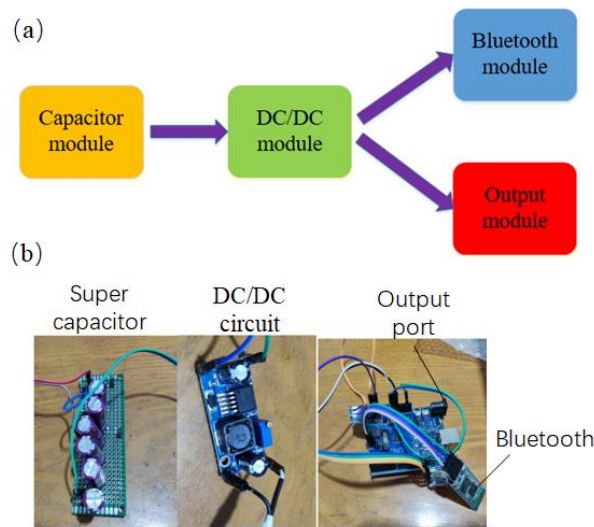 (a)
Capacitor
module
DC/DC
module
Bluetooth
module
Output
module
(b)
Super
capacitor
DC/DC
circuit
Output
port
Bluetooth